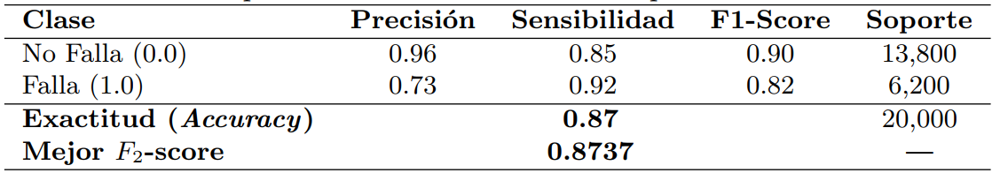 Clase Precisión Sensibilidad F1-Score Soporte
No Falla (0.0) 0.96 0.85 0.90 13,800
Falla (1.0) 0.73 0.92 0.82 6,200
Exactitud (Accuracy) 0.87 20,000
Mejor F₂-score 0.8737 —